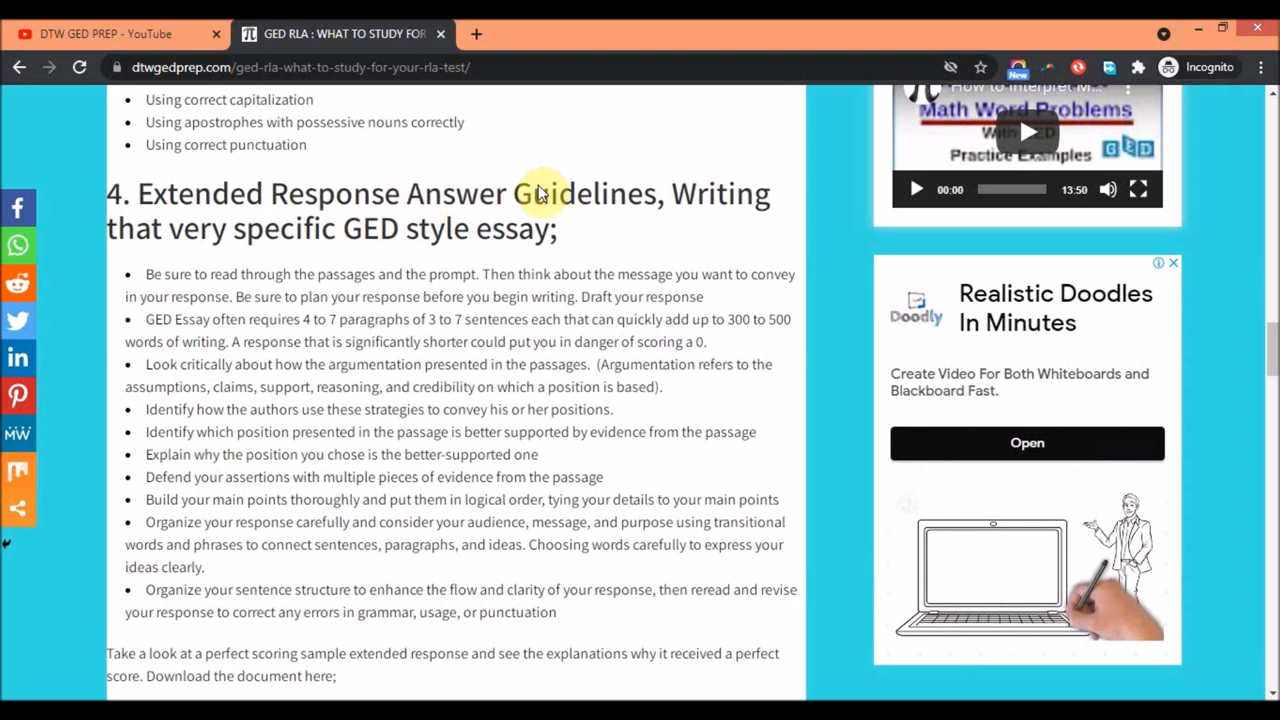 DTW GED PREP - YouTube
GED RLA : WHAT TO STUDY FOR
dtwgedprep.com/ged-rla-what-to-study-for-your-rla-test/
New
Incognito
• Using correct capitalization
• Using apostrophes with possessive nouns correctly
• Using correct punctuation
4. Extended Response Answer Guidelines, Writing
that very specific GED style essay;
• Be sure to read through the passages and the prompt. Then think about the message you want to convey
in your response. Be sure to plan your response before you begin writing. Draft your response
• GED Essay often requires 4 to 7 paragraphs of 3 to 7 sentences each that can quickly add up to 300 to 500
words of writing. A response that is significantly shorter could put you in danger of scoring a 0.
• Look critically about how the argumentation presented in the passages. (Argumentation refers to the
assumptions, claims, support, reasoning, and credibility on which a position is based).
• Identify how the authors use these strategies to convey his or her positions.
• Identify which position presented in the passage is better supported by evidence from the passage
• Explain why the position you chose is the better-supported one
• Defend your assertions with multiple pieces of evidence from the passage
• Build your main points thoroughly and put them in logical order, tying your details to your main points
• Organize your response carefully and consider your audience, message, and purpose using transitional
words and phrases to connect sentences, paragraphs, and ideas. Choosing words carefully to express your
ideas clearly.
• Organize your sentence structure to enhance the flow and clarity of your response, then reread and revise
your response to correct any errors in grammar, usage, or punctuation
Take a look at a perfect scoring sample extended response and see the explanations why it received a perfect
score. Download the document here;
How to Interpret M...
Math Word Problems
With GED
Practice Examples
GED
00:00
13:50
Doodly
Realistic Doodles
In Minutes
Create Video For Both Whiteboards and
Blackboard Fast.
Open
MW